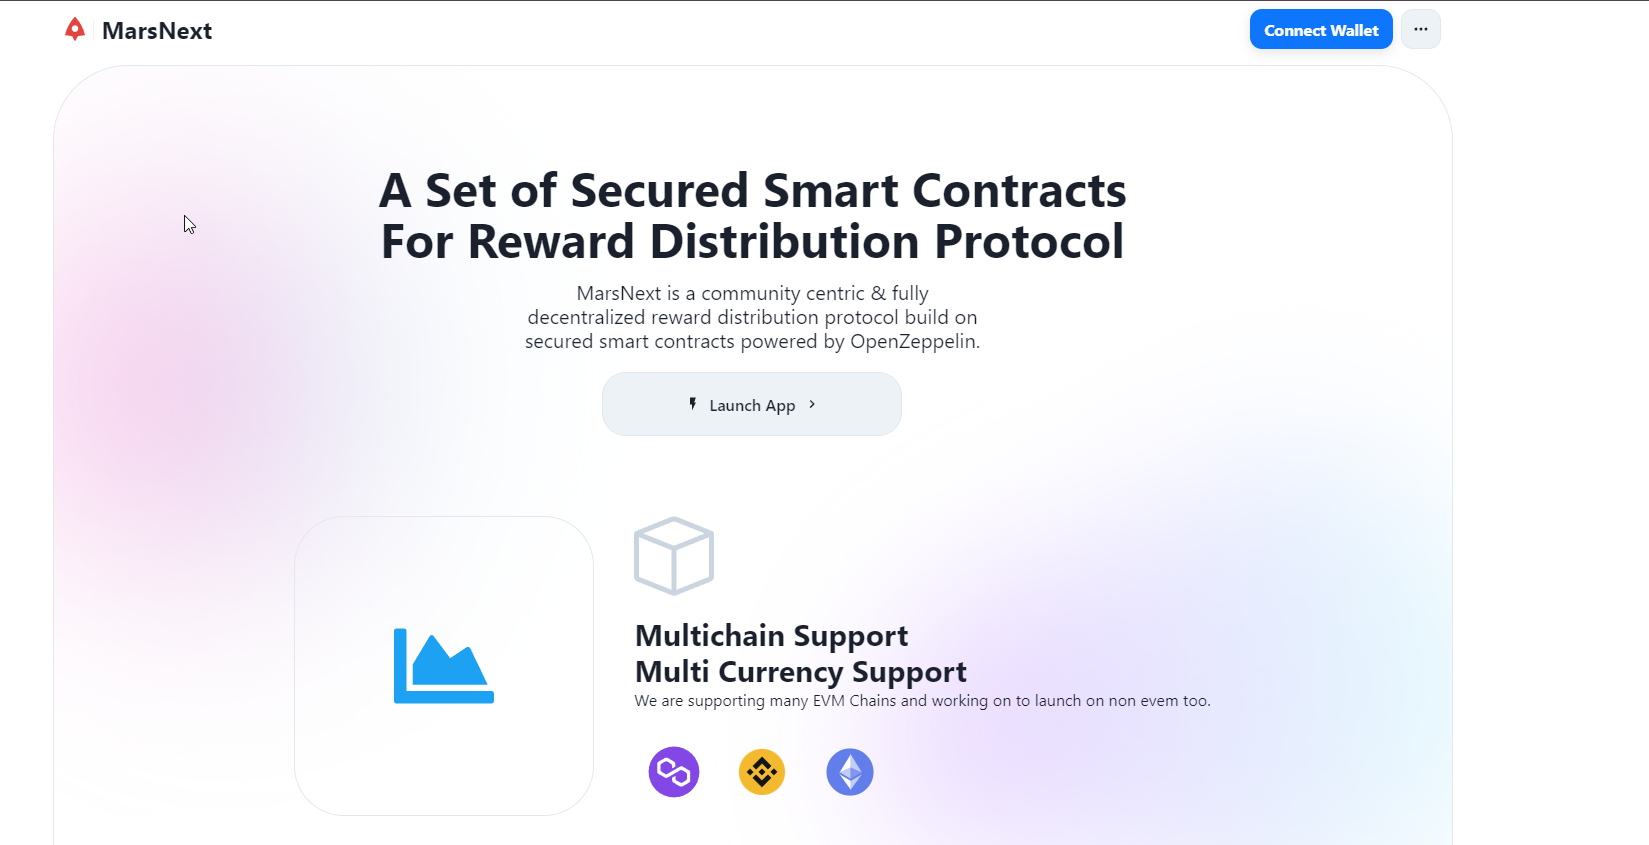 MarsNext
Connect Wallet
A Set of Secured Smart Contracts
For Reward Distribution Protocol
MarsNext is a community centric & fully
decentralized reward distribution protocol build on
secured smart contracts powered by OpenZeppelin.
Launch App
Multichain Support
Multi Currency Support
We are supporting many EVM Chains and working on to launch on non evem too.